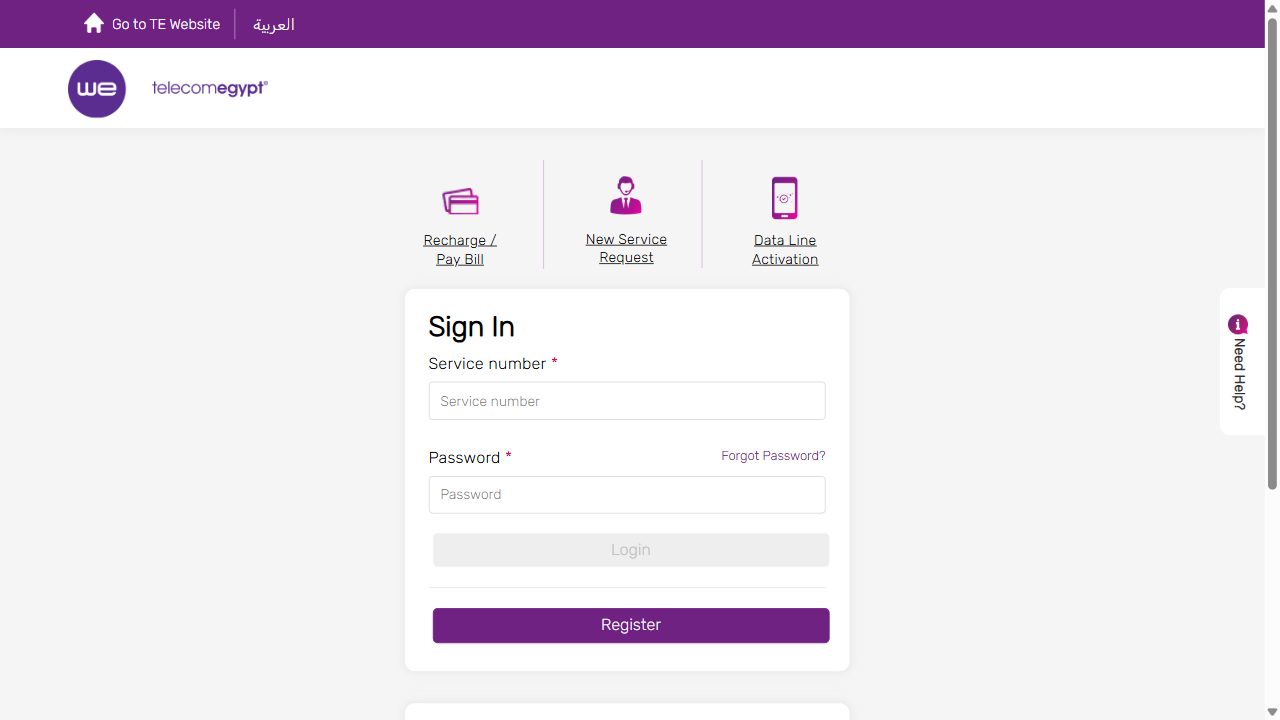 Go to TE Website
العربية
we
telecomegypt®
Recharge /
Pay Bill
New Service
Request
Data Line
Activation
Sign In
Service number *
Service number
Password *
Forgot Password?
Password
Login
Register
Need Help?